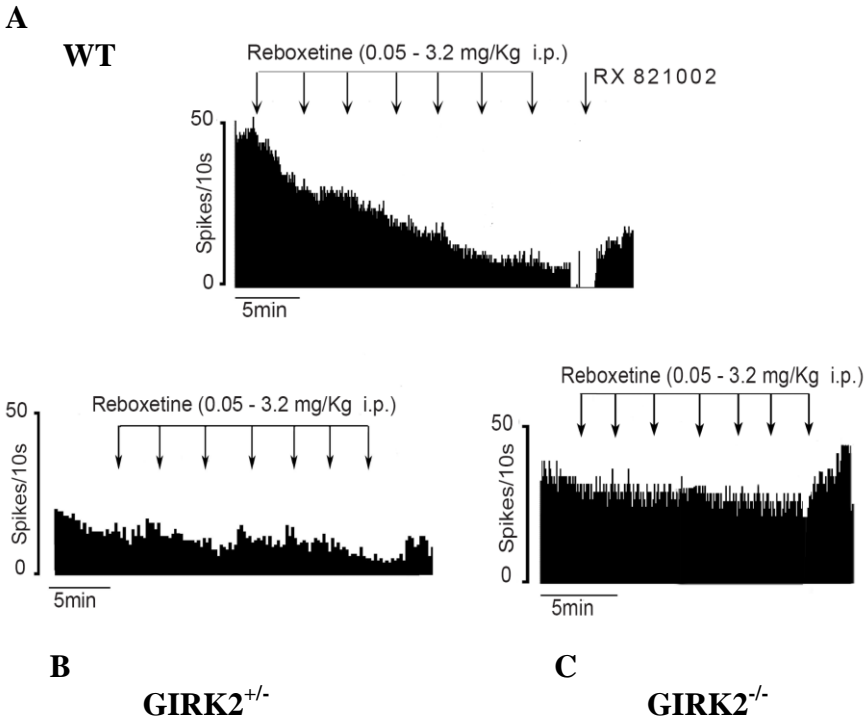 A
WT
Reboxetine (0.05 - 3.2 mg/Kg i.p.)
RX 821002
50
Spikes/10s
0
5min
Reboxetine (0.05 - 3.2 mg/Kg i.p.)
50
Spikes/10s
0
5min
Reboxetine (0.05 - 3.2 mg/Kg i.p.)
50
Spikes/10s
0
5min
B
GIRK2+/-
C
GIRK2-/-